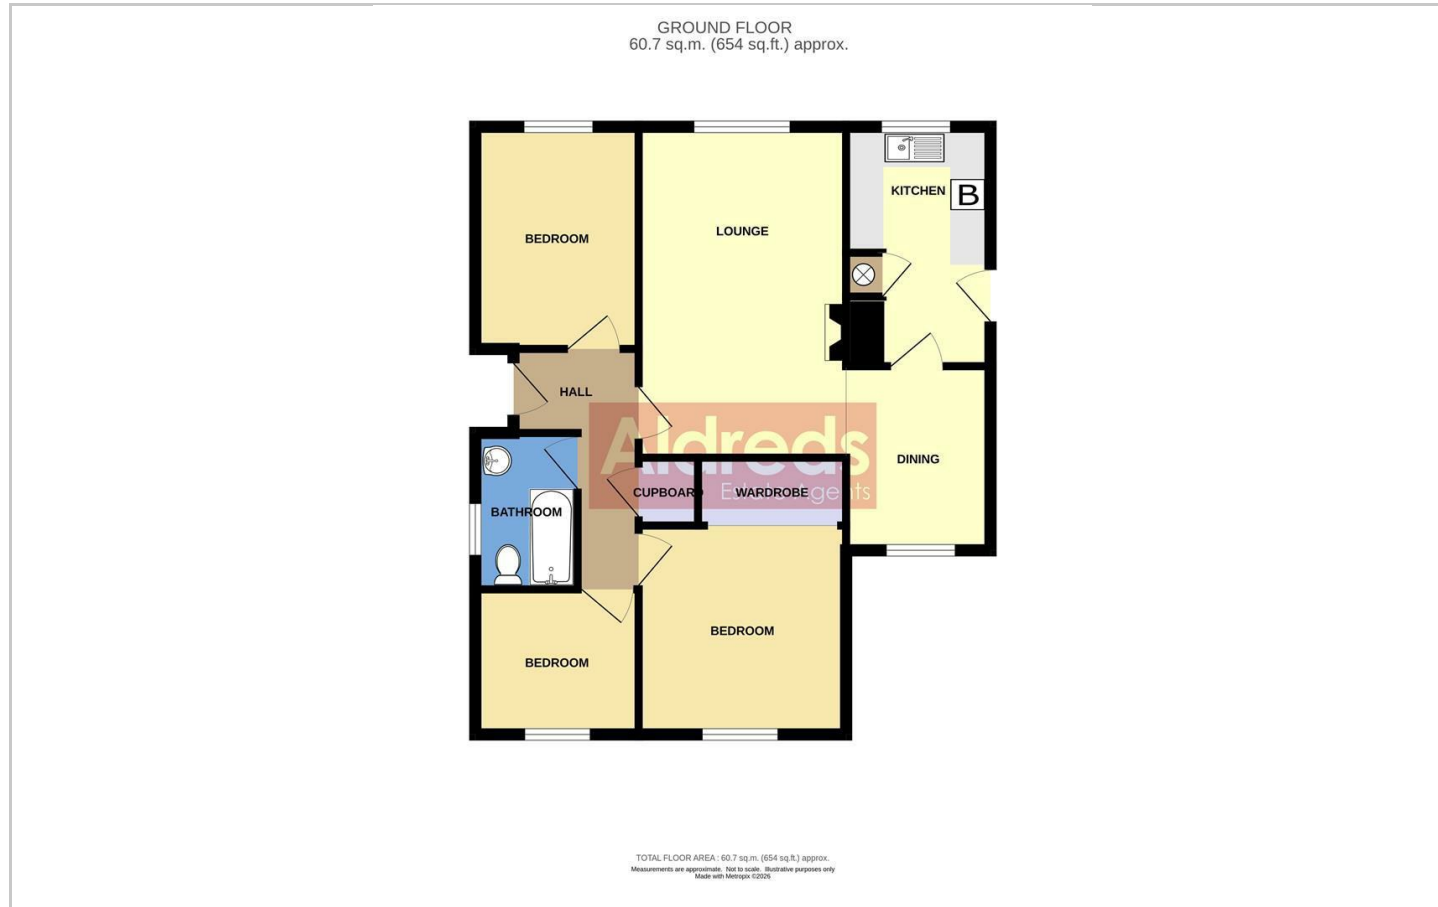 GROUND FLOOR
60.7 sq.m. (654 sq.ft.) approx.
KITCHEN
B
LOUNGE
BEDROOM
HALL
Aldreds
Estate Agents
DINING
CUPBOARD
WARDROBE
BATHROOM
BEDROOM
BEDROOM
TOTAL FLOOR AREA : 60.7 sq.m. (654 sq.ft.) approx.
Measurements are approximate. Not to scale. Illustrative purposes only
Made with Metropix ©2026